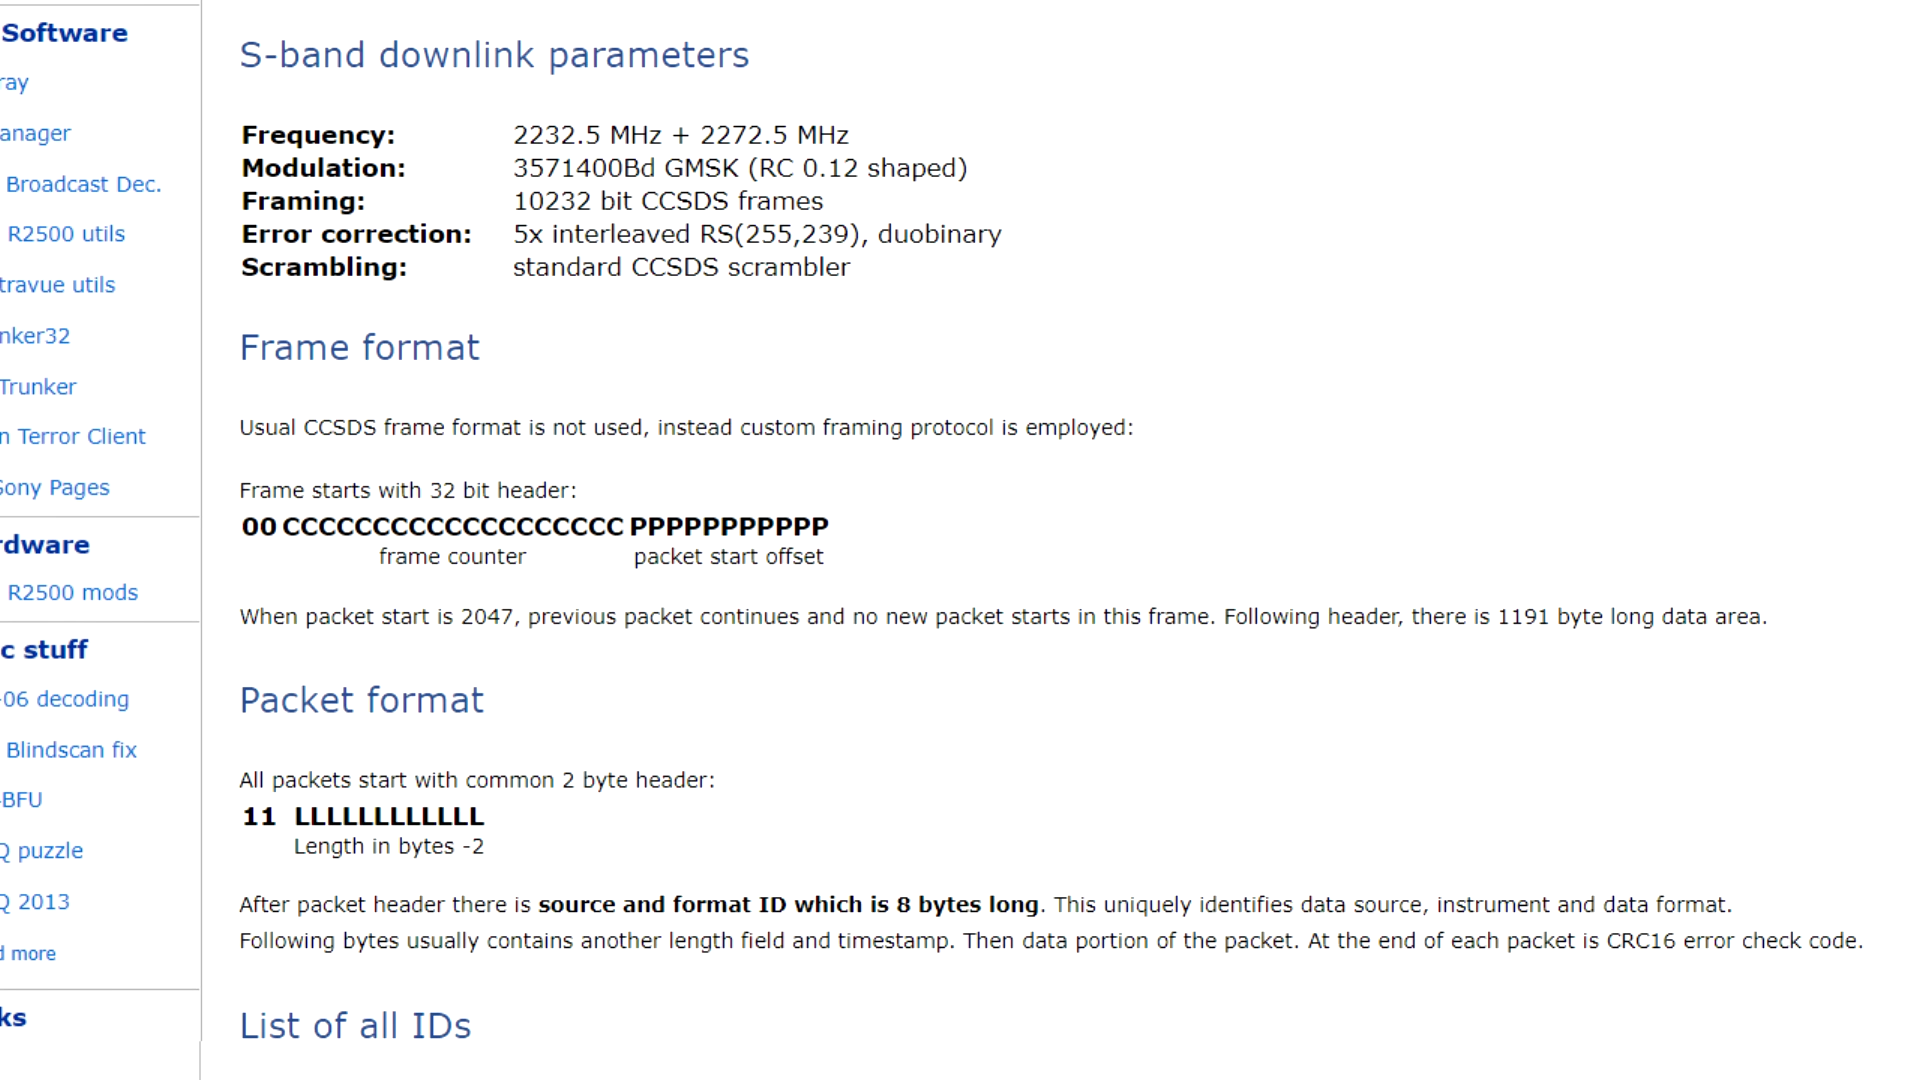 Software
ray
anager
Broadcast Dec.
R2500 utils
travue utils
nker32
Trunker
n Terror Client
Sony Pages
rdware
R2500 mods
c stuff
-06 decoding
Blindscan fix
-BFU
Q puzzle
Q 2013
d more
ks
S-band downlink parameters
Frequency: 2232.5 MHz + 2272.5 MHz
Modulation: 3571400Bd GMSK (RC 0.12 shaped)
Framing: 10232 bit CCSDS frames
Error correction: 5x interleaved RS(255,239), duobinary
Scrambling: standard CCSDS scrambler
Frame format
Usual CCSDS frame format is not used, instead custom framing protocol is employed:
Frame starts with 32 bit header:
00 CCCCCCCCCCCCCCCCCCC PPPPPPPPPPP
frame counter packet start offset
When packet start is 2047, previous packet continues and no new packet starts in this frame. Following header, there is 1191 byte long data area.
Packet format
All packets start with common 2 byte header:
11 LLLLLLLLLLLL
Length in bytes -2
After packet header there is source and format ID which is 8 bytes long. This uniquely identifies data source, instrument and data format.
Following bytes usually contains another length field and timestamp. Then data portion of the packet. At the end of each packet is CRC16 error check code.
List of all IDs